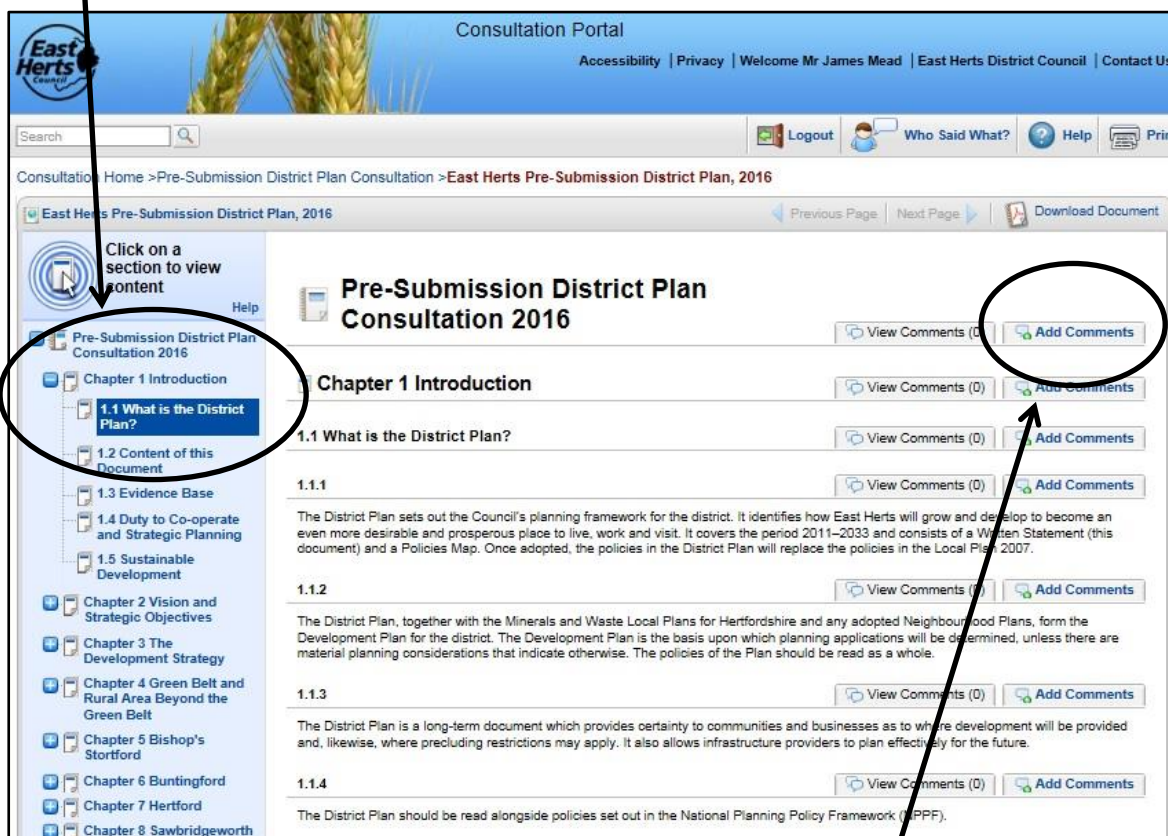 East
Herts
Council
Consultation Portal
Accessibility | Privacy | Welcome Mr James Mead | East Herts District Council | Contact Us
Search
Logout
Who Said What?
Help
Consultation Home >Pre-Submission District Plan Consultation >East Herts Pre-Submission District Plan, 2016
East Herts Pre-Submission District Plan, 2016
Previous Page
Next Page
Download Document
Click on a
section to view
content
Help
Pre-Submission District Plan
Consultation 2016
Chapter 1 Introduction
1.1 What is the District
Plan?
1.2 Content of this
Document
1.3 Evidence Base
1.4 Duty to Co-operate
and Strategic Planning
1.5 Sustainable
Development
Chapter 2 Vision and
Strategic Objectives
Chapter 3 The
Development Strategy
Chapter 4 Green Belt and
Rural Area Beyond the
Green Belt
Chapter 5 Bishop's
Stortford
Chapter 6 Buntingford
Chapter 7 Hertford
Chapter 8 Sawbridgeworth
Pre-Submission District Plan
Consultation 2016
View Comments (0)
Add Comments
Chapter 1 Introduction
View Comments (0)
Add Comments
1.1 What is the District Plan?
View Comments (0)
Add Comments
1.1.1
View Comments (0)
Add Comments
The District Plan sets out the Council's planning framework for the district. It identifies how East Herts will grow and develop to become an
even more desirable and prosperous place to live, work and visit. It covers the period 2011–2033 and consists of a Written Statement (this
document) and a Policies Map. Once adopted, the policies in the District Plan will replace the policies in the Local Plan 2007.
1.1.2
View Comments (0)
Add Comments
The District Plan, together with the Minerals and Waste Local Plans for Hertfordshire and any adopted Neighbourhood Plans, form the
Development Plan for the district. The Development Plan is the basis upon which planning applications will be determined, unless there are
material planning considerations that indicate otherwise. The policies of the Plan should be read as a whole.
1.1.3
View Comments (0)
Add Comments
The District Plan is a long-term document which provides certainty to communities and businesses as to where development will be provided
and, likewise, where precluding restrictions may apply. It also allows infrastructure providers to plan effectively for the future.
1.1.4
View Comments (0)
Add Comments
The District Plan should be read alongside policies set out in the National Planning Policy Framework (NPPF).